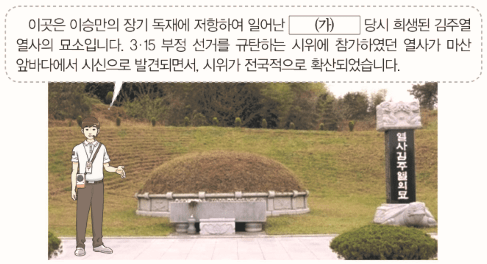 이곳은 이승만의 장기 독재에 저항하여 일어난 (가) 당시 희생된 김주열
열사의 묘소입니다. 3·15 부정 선거를 규탄하는 시위에 참가하였던 열사가 마산
앞바다에서 시신으로 발견되면서, 시위가 전국적으로 확산되었습니다.
열사김주열의묘